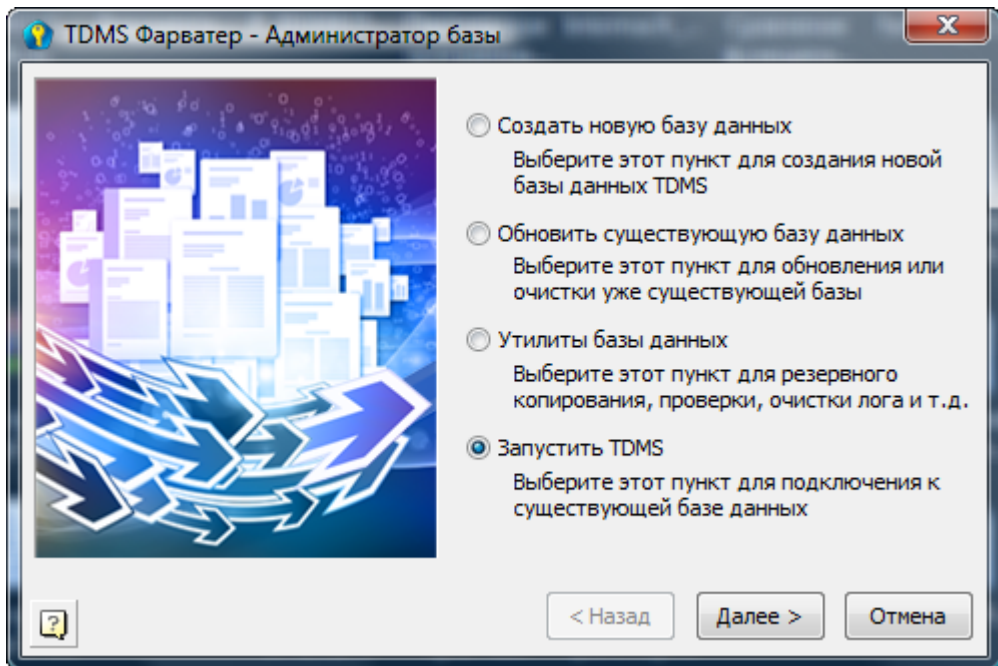 TDMS Фарватер - Администратор базы
Создать новую базу данных
Выберите этот пункт для создания новой
базы данных TDMS
Обновить существующую базу данных
Выберите этот пункт для обновления или
очистки уже существующей базы
Утилиты базы данных
Выберите этот пункт для резервного
копирования, проверки, очистки лога и т.д.
Запустить TDMS
Выберите этот пункт для подключения к
существующей базе данных
< Назад
Далее >
Отмена